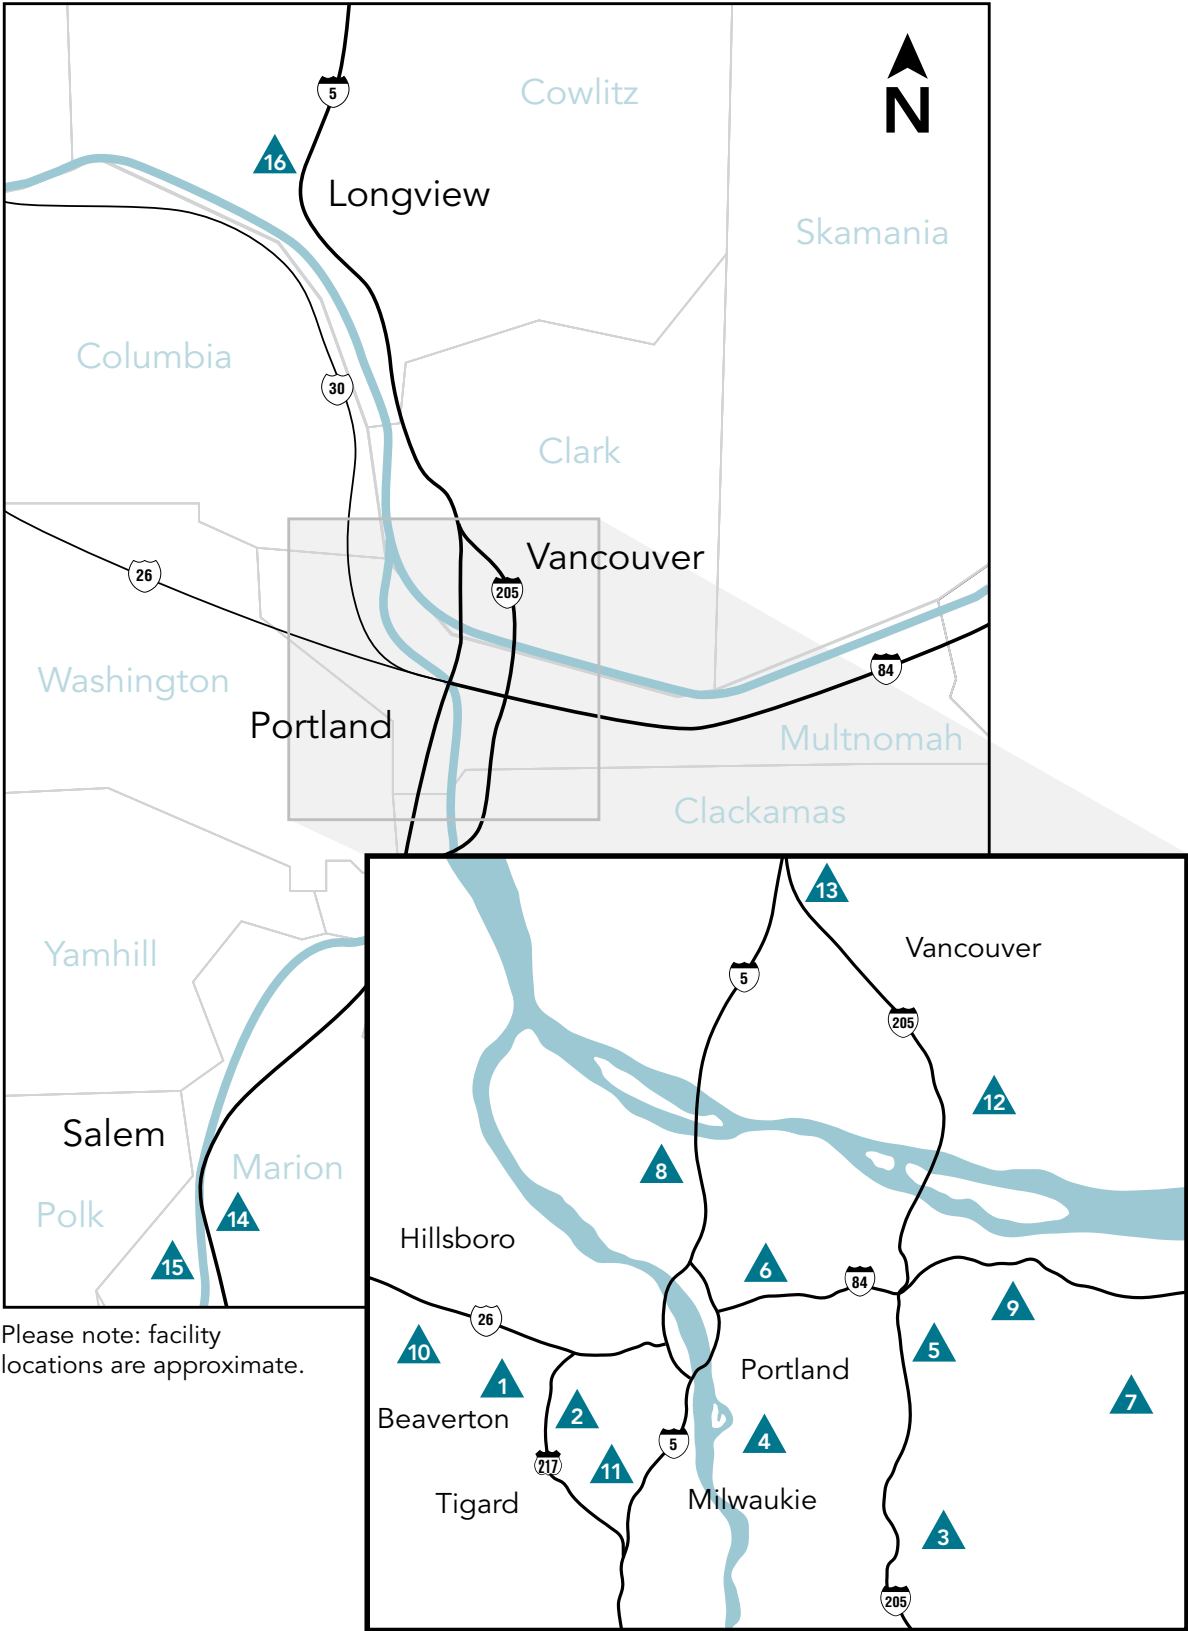 5
Cowlitz
N
16
Longview
Skamania
Columbia
30
Clark
Vancouver
26
205
84
Washington
Portland
Multnomah
Clackamas
13
Vancouver
Yamhill
5
205
12
Salem
Marion
8
Polk
14
Hillsboro
15
6
84
9
26
Please note: facility
locations are approximate.
10
5
1
Portland
7
2
Beaverton
4
5
217
11
Tigard
Milwaukie
3
205